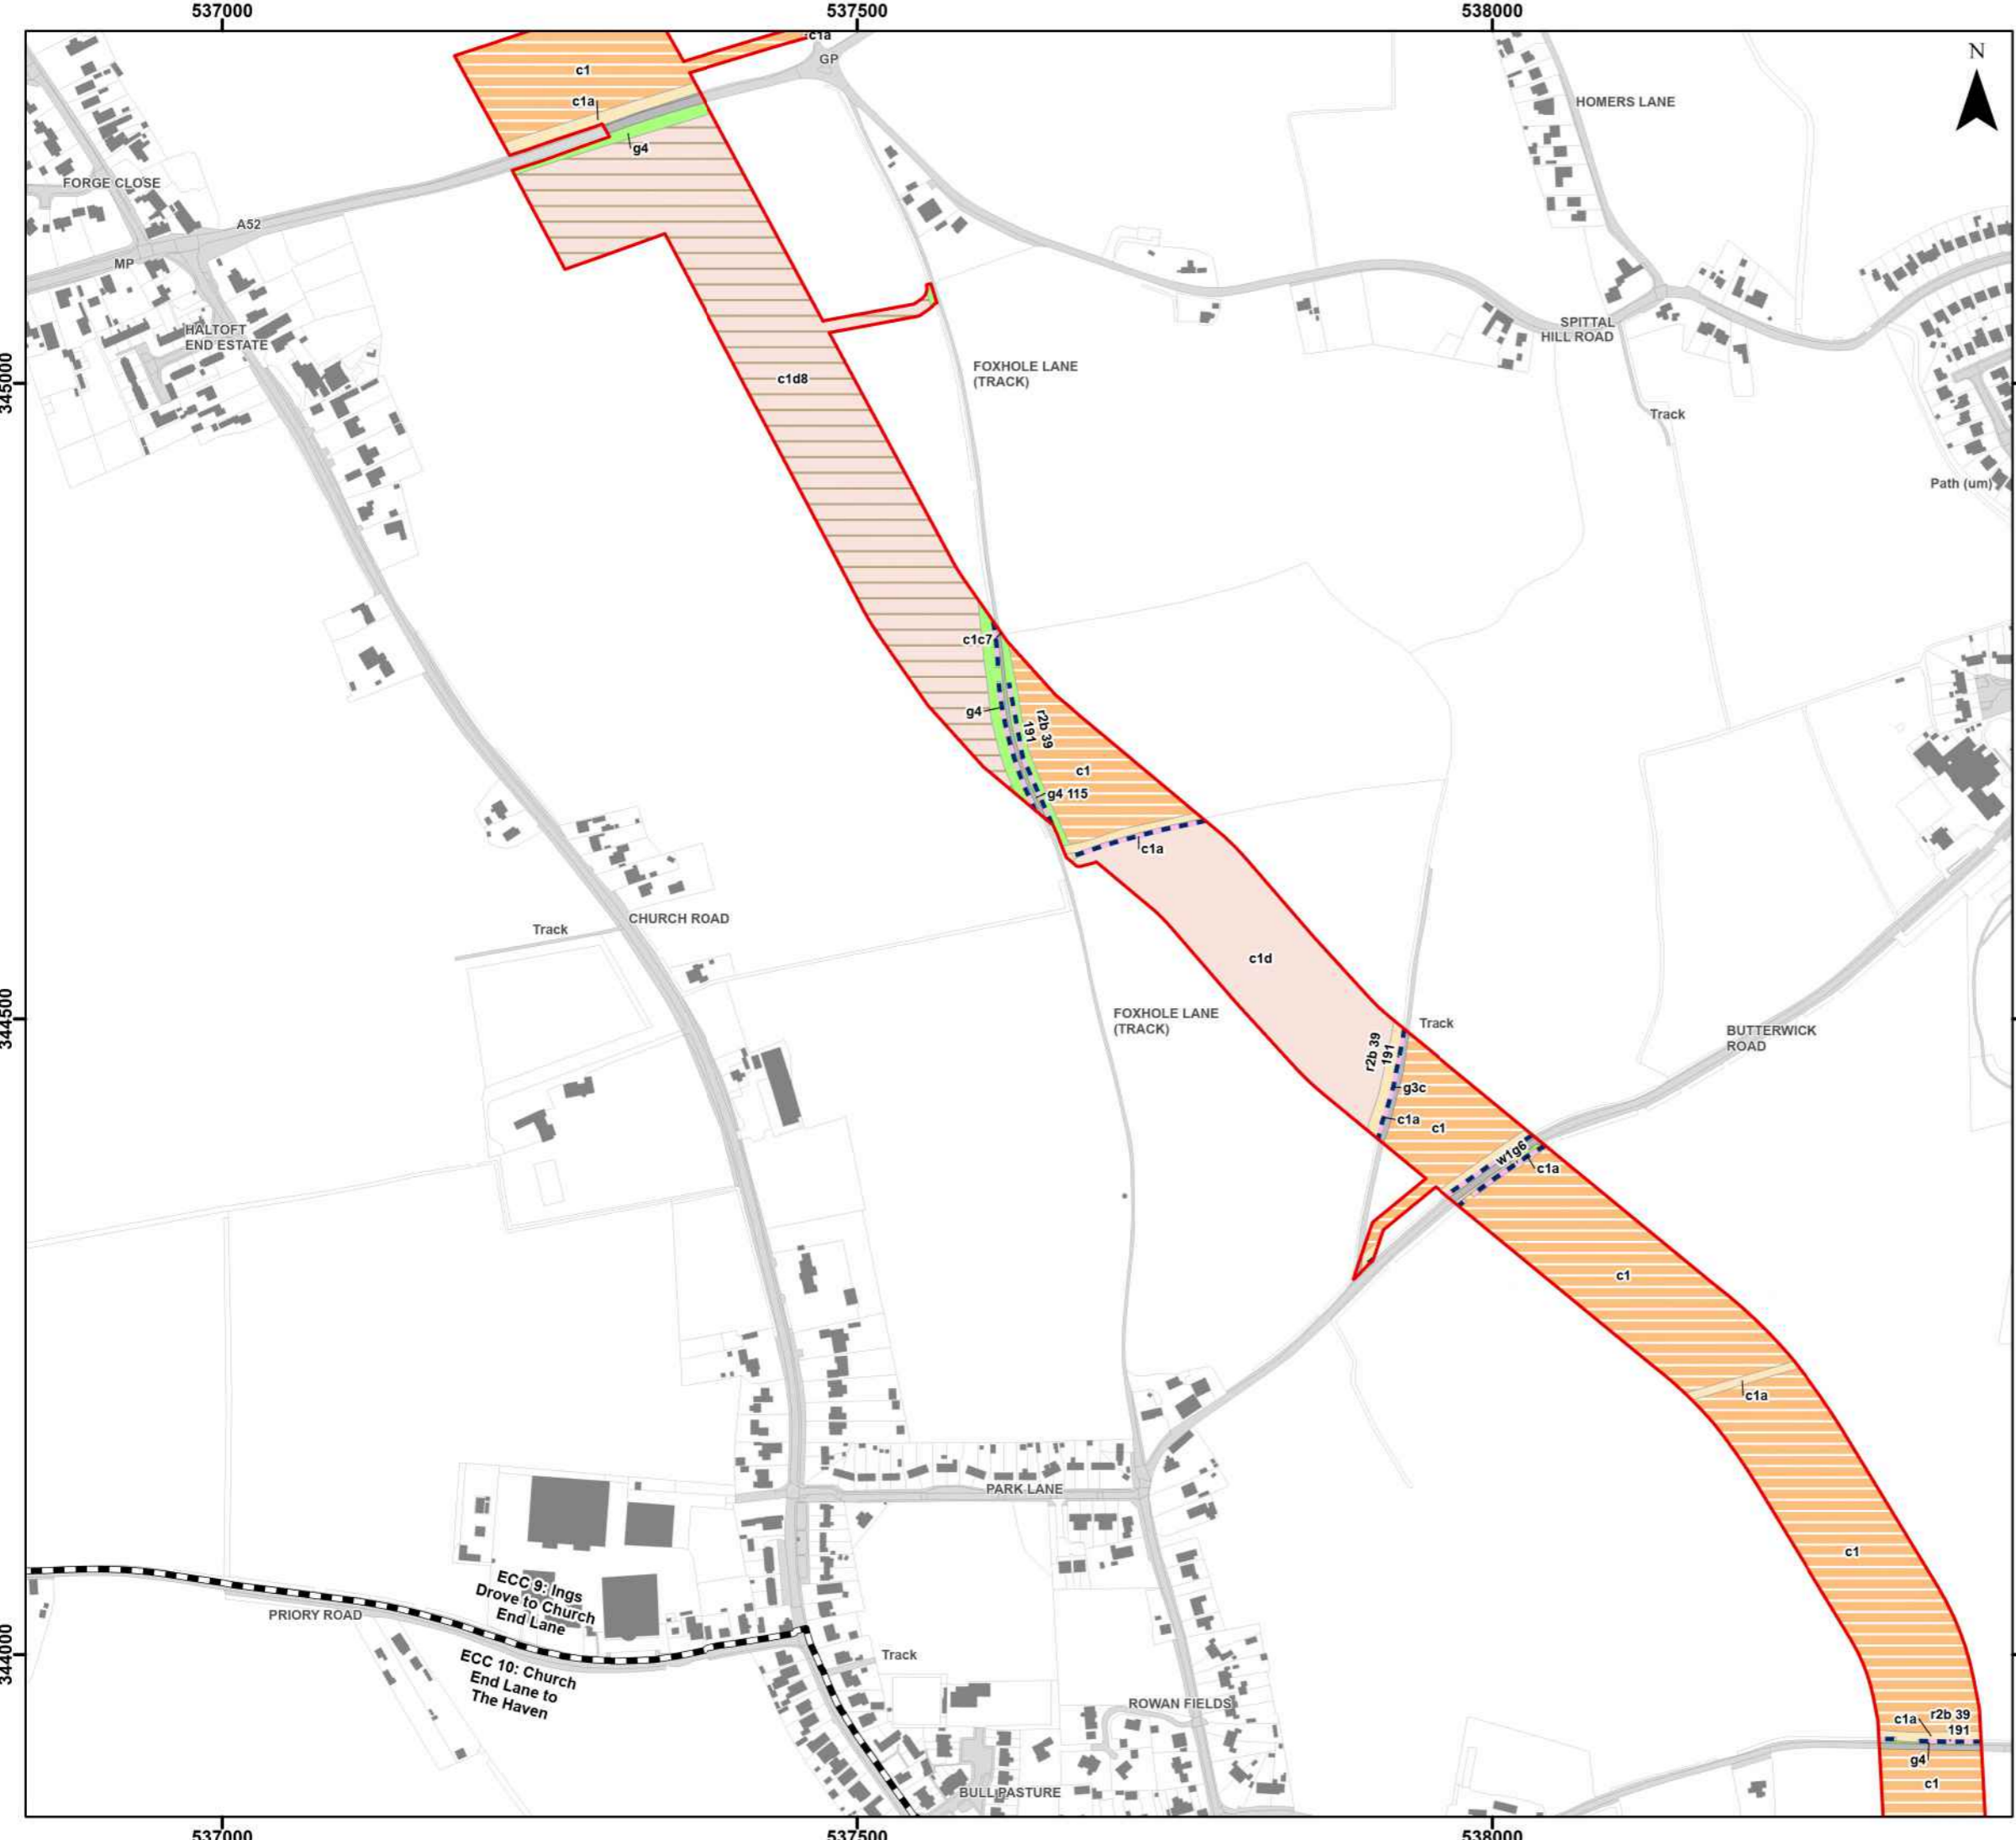 537000
537500
538000
c1a
N
GP
c1
c1a
HOMERS LANE
g4
FORGE CLOSE
A52
MP
HALTOFT
END ESTATE
SPITTAL
HILL ROAD
FOXHOLE LANE
(TRACK)
c1d8
345000
Track
Path (um)
c1c7
g4
r2b 39
191
c1
g4 115
c1a
CHURCH ROAD
Track
c1d
FOXHOLE LANE
(TRACK)
344500
Track
BUTTERWICK
ROAD
r2b 39
191
g3c
c1a
c1
w1g6
c1a
c1
c1a
PARK LANE
c1
ECC 9: Ings
Drove to Church
End Lane
PRIORY ROAD
344000
ECC 10: Church
End Lane to
The Haven
Track
ROWAN FIELDS
c1a
r2b 39
191
g4
c1
BULL PASTURE
537000
537500
538000